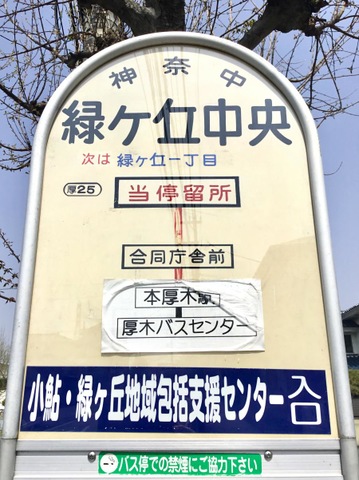 神奈中
緑ケ丘中央
次は 緑ケ丘一丁目
厚25
当停留所
合同庁舎前
本厚木駅
厚木バスセンター
小鮎・緑ヶ丘地域包括支援センター入口
バス停での禁煙にご協力下さい